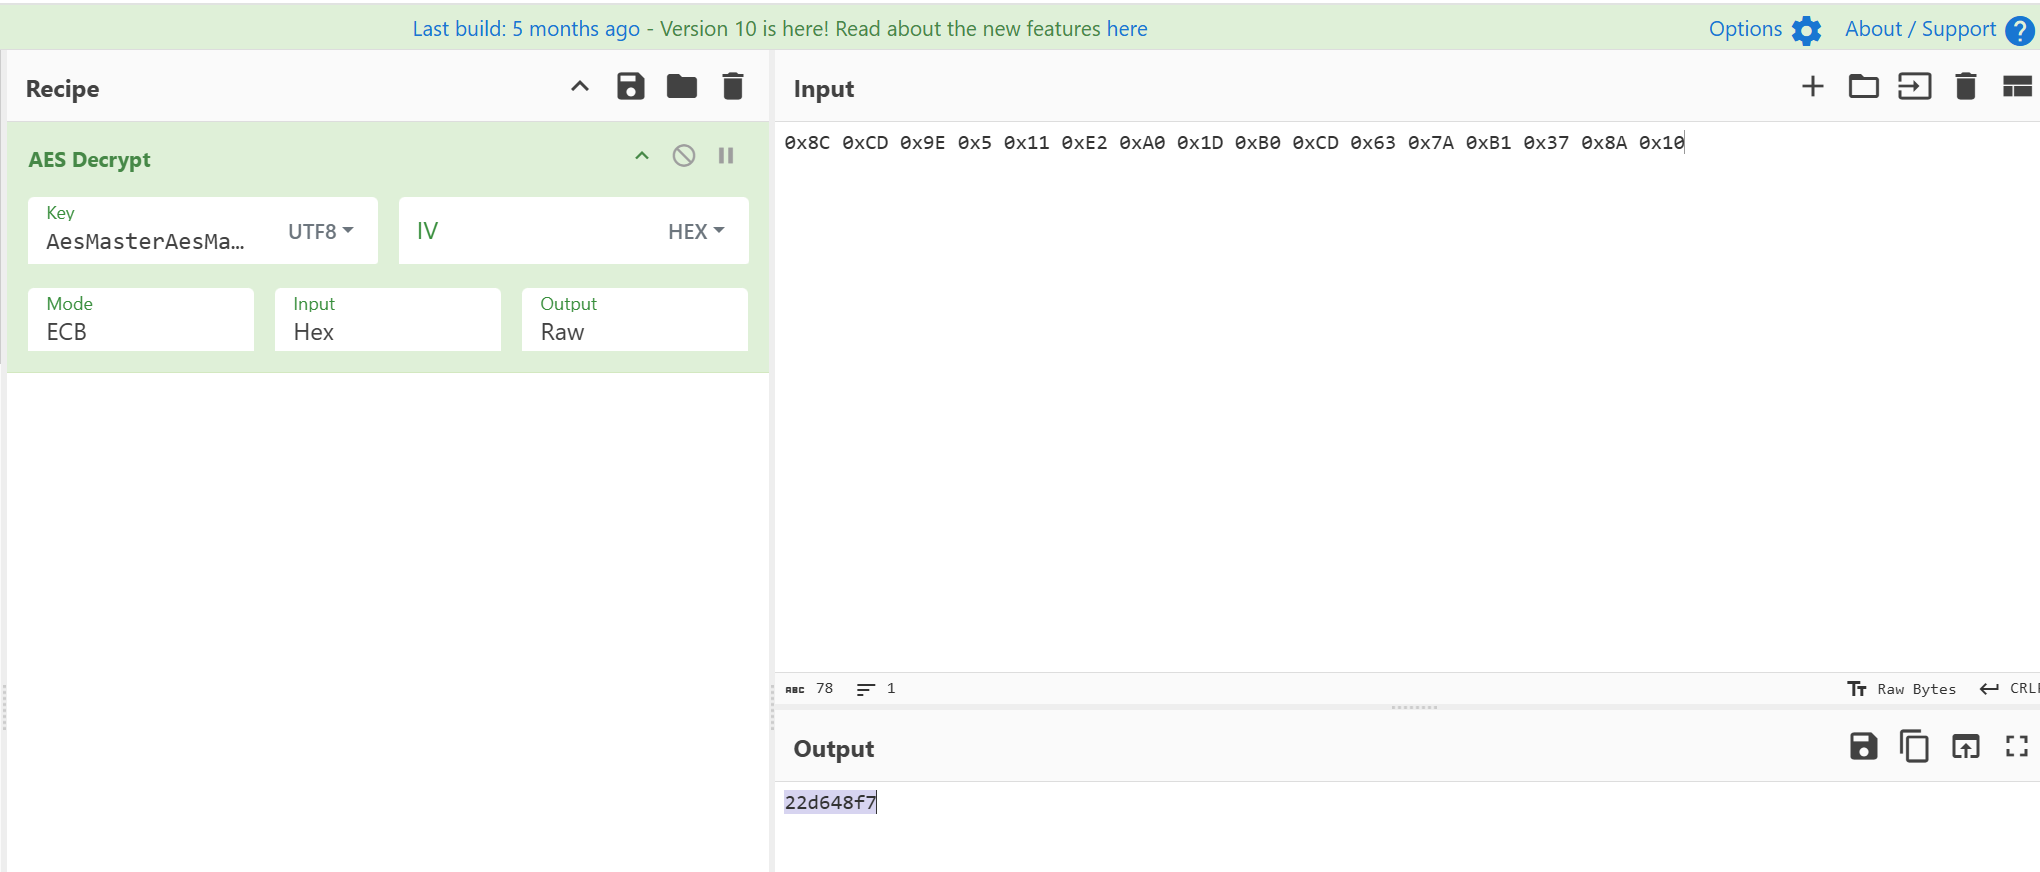 Last build: 5 months ago - Version 10 is here! Read about the new features here
Options
About / Support
Recipe
AES Decrypt
Key
AesMasterAesMa…
UTF8
IV
HEX
Mode
ECB
Input
Hex
Output
Raw
Input
0x8C 0xCD 0x9E 0x5 0x11 0xE2 0xA0 0x1D 0xB0 0xCD 0x63 0x7A 0xB1 0x37 0x8A 0x10
ABC 78
1
Raw Bytes
CRLF
Output
22d648f7